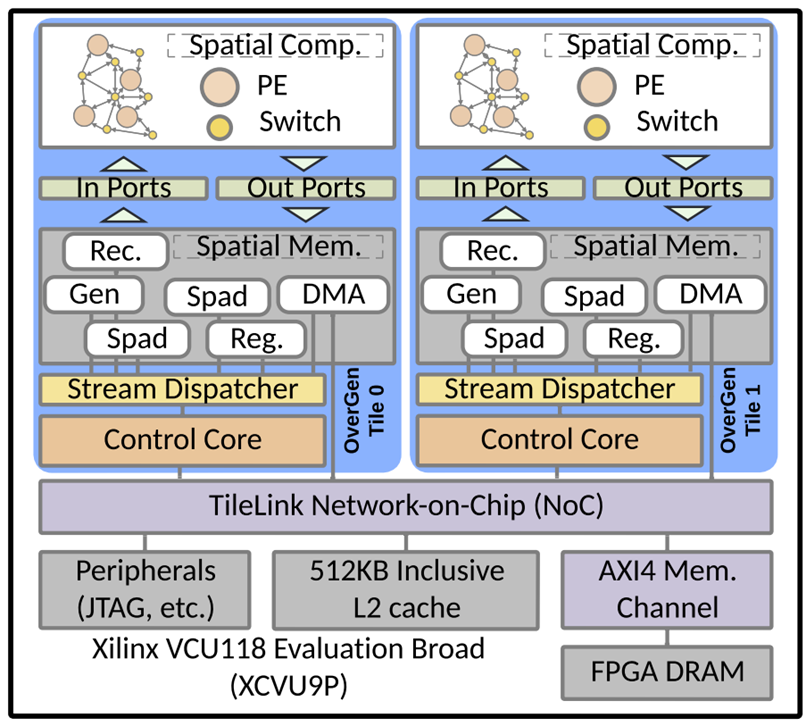 Spatial Comp.
PE
Switch
In Ports
Out Ports
Spatial Mem.
Rec.
Gen
Spad
DMA
Spad
Reg.
Stream Dispatcher
Control Core
OverGen
Tile 0
Spatial Comp.
PE
Switch
In Ports
Out Ports
Spatial Mem.
Rec.
Gen
Spad
DMA
Spad
Reg.
Stream Dispatcher
Control Core
OverGen
Tile 1
TileLink Network-on-Chip (NoC)
Peripherals
(JTAG, etc.)
512KB Inclusive
L2 cache
AXI4 Mem.
Channel
FPGA DRAM
Xilinx VCU118 Evaluation Broad
(XCVU9P)